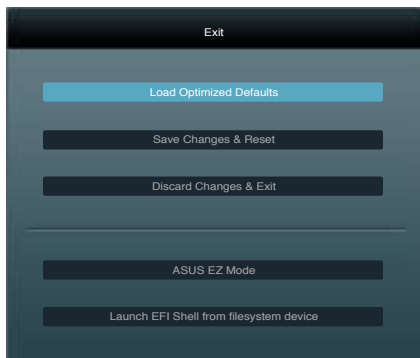 Exit
Load Optimized Defaults
Save Changes & Reset
Discard Changes & Exit
ASUS EZ Mode
Launch EFI Shell from filesystem device